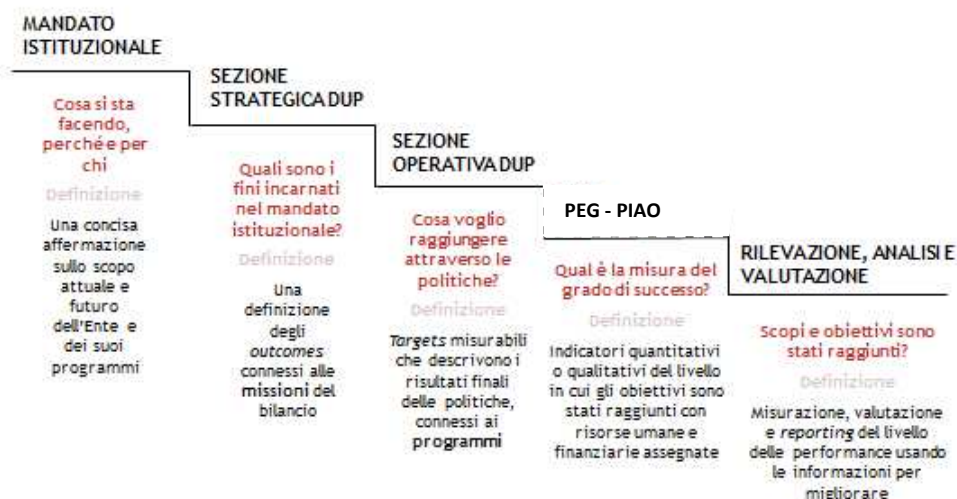 MANDATO
ISTITUZIONALE
Cosa si sta
facendo,
perché e per
chi
Definizione
Una concisa
affermazione
sullo scopo
attuale e
futuro
dell'Ente e
dei suoi
programmi
SEZIONE
STRATEGICA DUP
Quali sono i
fini incarnati
nel mandato
istituzionale?
Definizione
Una
definizione
degli
outcomes
connessi alle
missioni del
bilancio
SEZIONE
OPERATIVA DUP
Cosa voglio
raggiungere
attraverso le
politiche?
Definizione
Targets misurabili
che descrivono i
risultati finali
delle politiche,
connessi ai
programmi
PEG - PIAO
Qual è la misura del
grado di successo?
Definizione
Indicatori quantitativi
o qualitativi del livello
in cui gli obiettivi sono
stati raggiunti con
risorse umane e
finanziarie assegnate
RILEVAZIONE, ANALISI E
VALUTAZIONE
Scopi e obiettivi sono
stati raggiunti?
Definizione
Misurazione, valutazione
e reporting del livello
delle performance usando
le informazioni per
migliorare